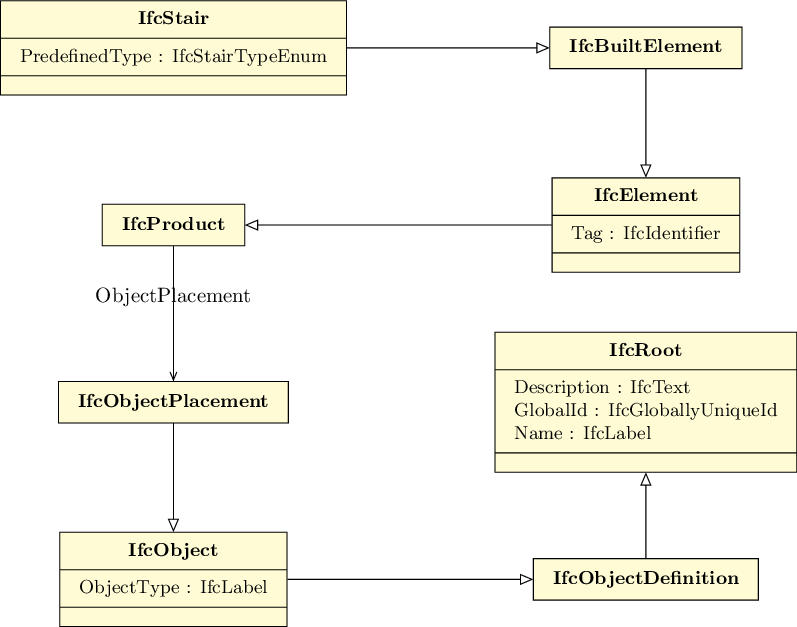 IfcStair
PredefinedType : IfcStairTypeEnum
IfcBuiltElement
IfcElement
Tag : IfcIdentifier
IfcProduct
ObjectPlacement
IfcObjectPlacement
IfcRoot
Description : IfcText
GlobalId : IfcGloballyUniqueId
Name : IfcLabel
IfcObject
ObjectType : IfcLabel
IfcObjectDefinition